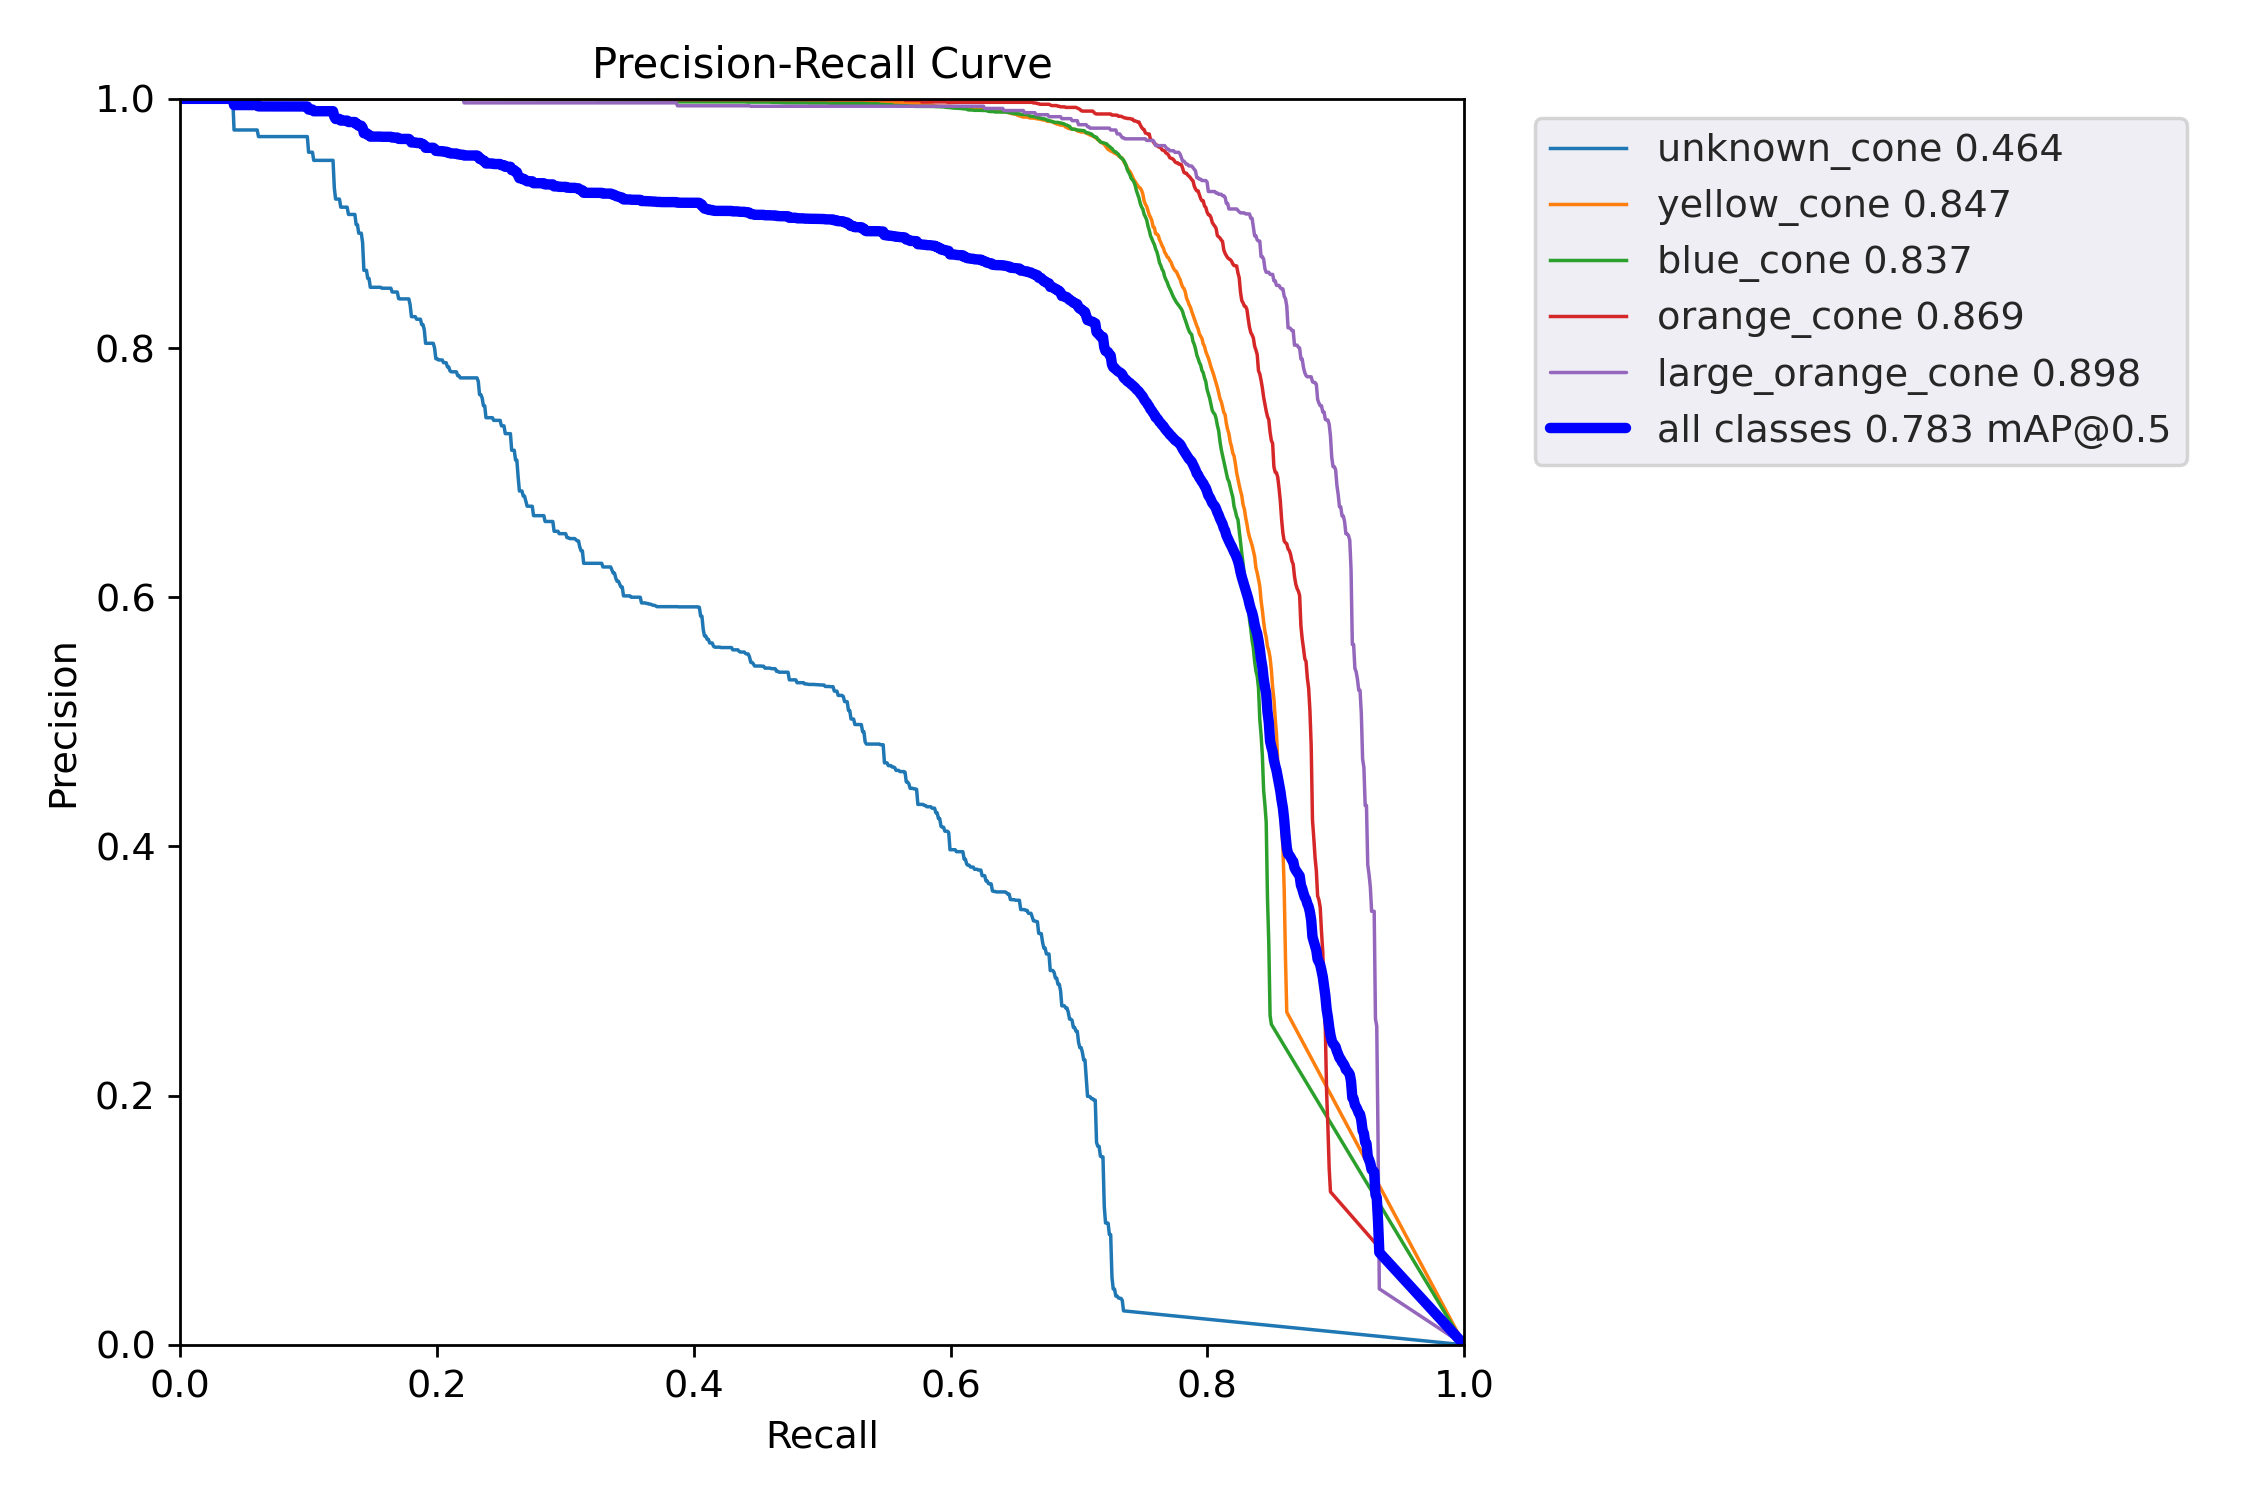 Precision-Recall Curve
1.0
0.8
0.6
0.4
0.2
0.0
Precision
0.0 0.2 0.4 0.6 0.8 1.0
Recall
unknown_cone 0.464
yellow_cone 0.847
blue_cone 0.837
orange_cone 0.869
large_orange_cone 0.898
all classes 0.783 mAP@0.5